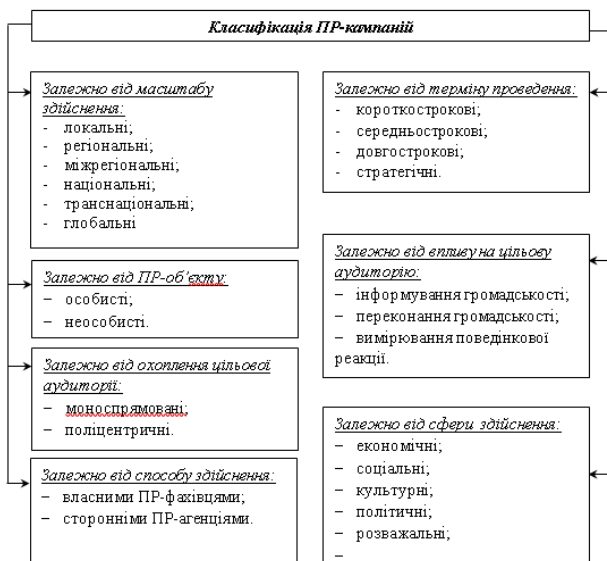 Класифікація ПР-кампаній
Залежно від масштабу
здійснення:
- локальні;
- регіональні;
- міжрегіональні;
- національні;
- транснаціональні;
- глобальні
Залежно від ПР-об’єкту:
– особисті;
– неособисті.
Залежно від охоплення цільової
аудиторії:
– моноспрямовані;
– поліцентричні.
Залежно від способу здійснення:
– власними ПР-фахівцями;
– сторонніми ПР-агенціями.
Залежно від терміну проведення:
- короткострокові;
- середньострокові;
- довгострокові;
- стратегічні.
Залежно від впливу на цільову
аудиторію:
– інформування громадськості;
– переконання громадськості;
– вимірювання поведінкової
реакції.
Залежно від сфери здійснення:
– економічні;
– соціальні;
– культурні;
– політичні;
– розважальні;
–